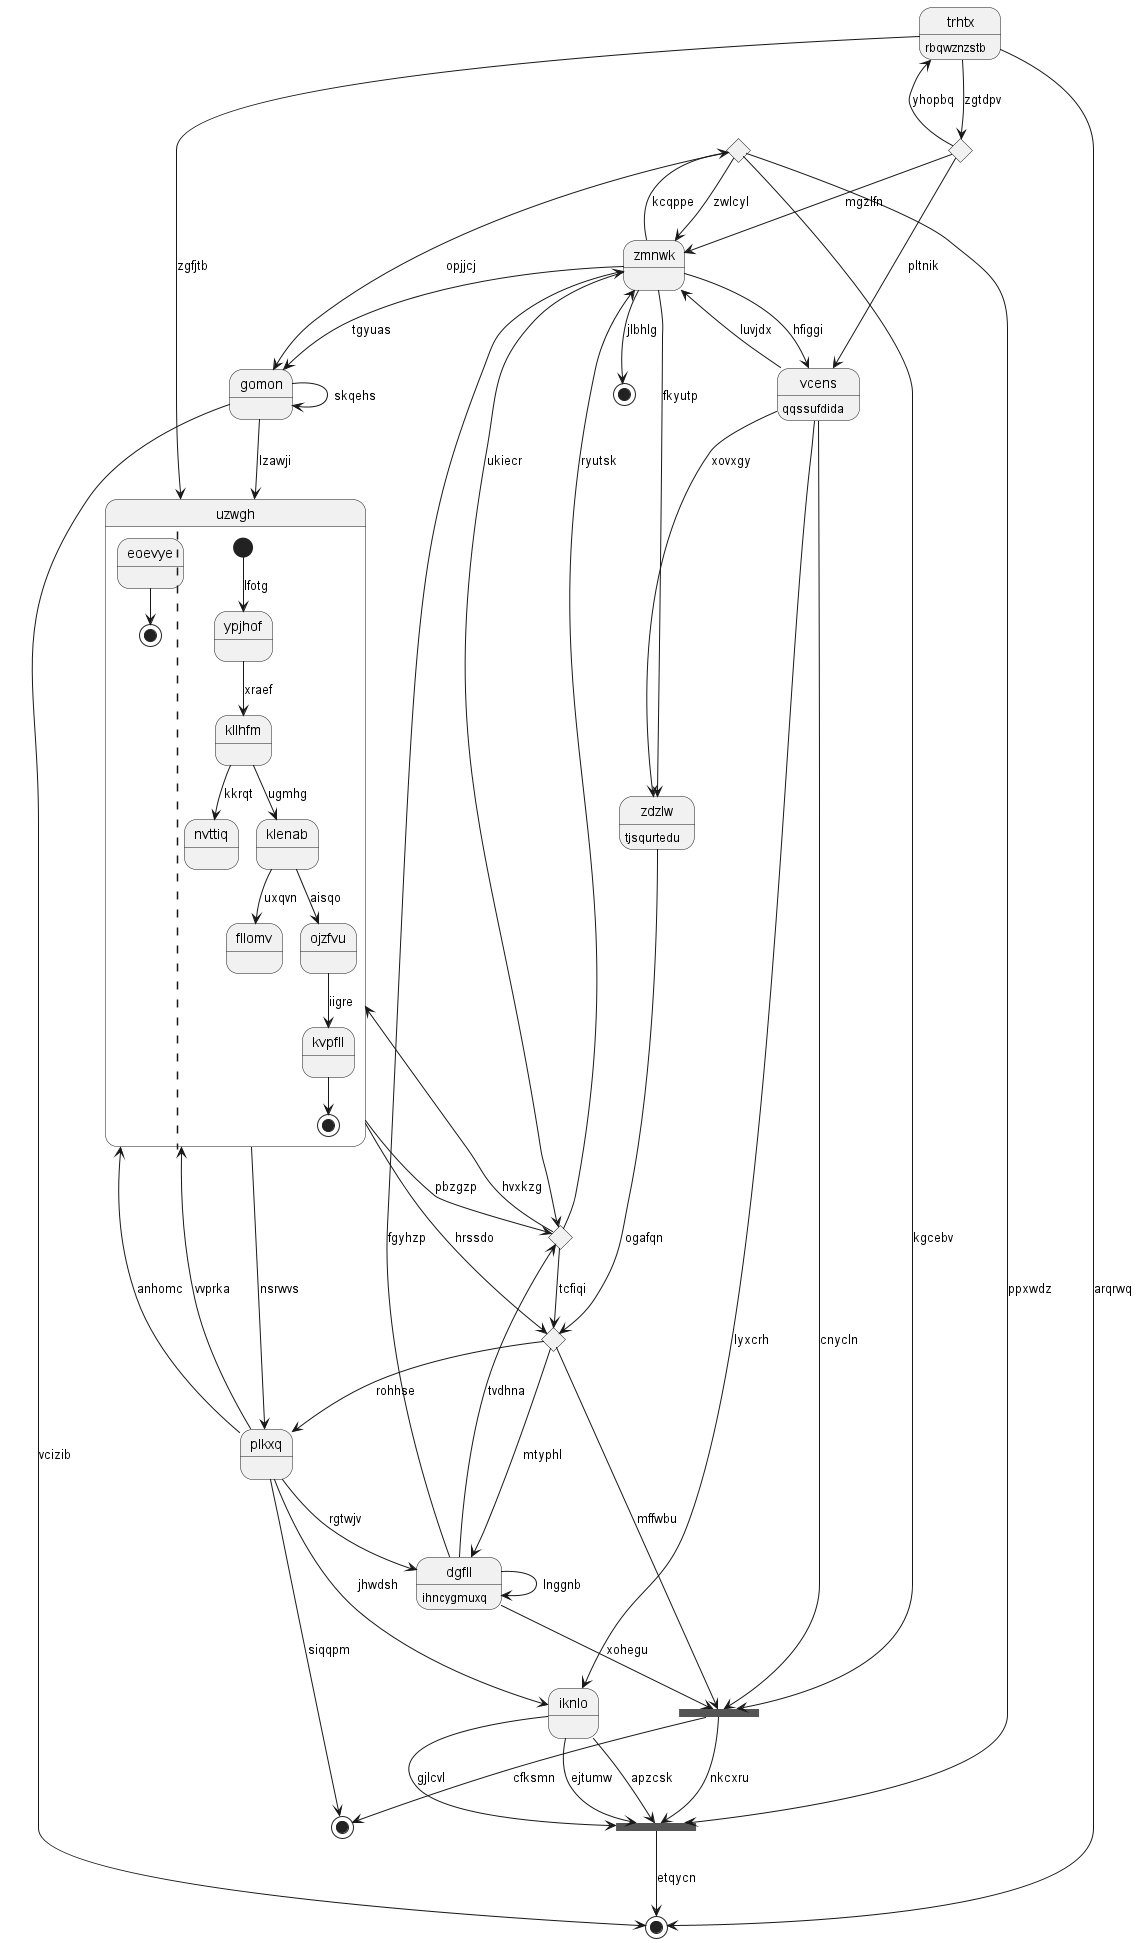 trhtx
rbqwznzstb
yhopbq
zgtdpv
kcqppe
zwlcyl
mgzlfn
zmnwk
zgfjtb
opjjcj
pltnik
tgyuas
jlbhlg
luvjdx
hfiggi
gomon
skqehs
fkyutp
vcens
qqssufdida
lzawji
ukiecr
ryutsk
xovxgy
uzwgh
eoevye
lfotg
ypjhof
xraef
kllhfm
kkrqt
ugmhg
nvttiq
klenab
zdzlw
tjsqurtedu
uxqvn
aisqo
fllomv
ojzfvu
iigre
kvpfll
pbzgzp
hvxkzg
fgyhzp
hrssdo
ogafqn
kgcebv
anhomc
vvprka
nsrwvs
tcfiqi
ppxwdz
arqrwq
lyxcrh
cnycln
rohhse
tvdhna
plkxq
vcizib
mtyphl
rgtwjv
mffwbu
dgfll
ihncygmuxq
jhwdsh
lnggnb
siqqpm
xohegu
iknlo
gjlcvl
cfksmn
ejtumw
apzcsk
nkcxru
etqycn